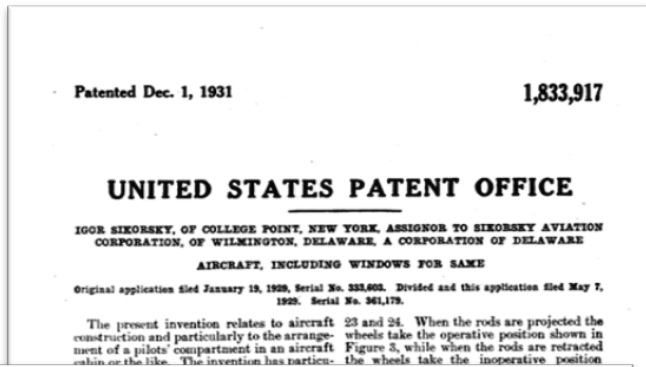 Patented Dec. 1, 1931
1,833,917
UNITED STATES PATENT OFFICE
IGOR SIKORSKY, OF COLLEGE POINT, NEW YORK, ASSIGNOR TO SIKORSKY AVIATION
CORPORATION, OF WILMINGTON, DELAWARE, A CORPORATION OF DELAWARE
AIRCRAFT, INCLUDING WINDOWS FOR SAME
Original application filed January 19, 1929, Serial No. 333,603. Divided and this application filed May 7,
1929. Serial No. 361,179.
The present invention relates to aircraft
construction and particularly to the arrange-
ment of a pilots' compartment in an aircraft
cabin or the like. The invention has particu-
23 and 24. When the rods are projected the
wheels take the operative position shown in
Figure 3, while when the rods are retracted
the wheels take the inoperative position